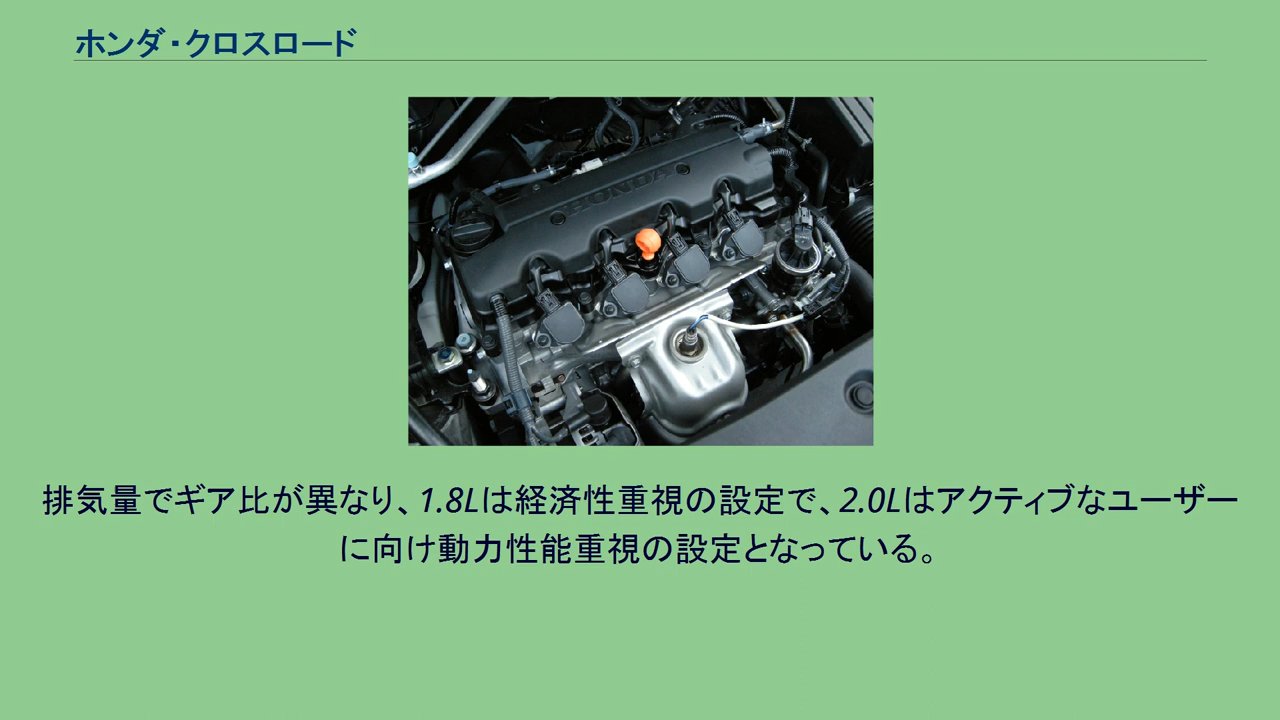 ホンダ・クロスロード
HONDA
排気量でギア比が異なり、1.8Lは経済性重視の設定で、2.0Lはアクティブなユーザー
に向け動力性能重視の設定となっている。